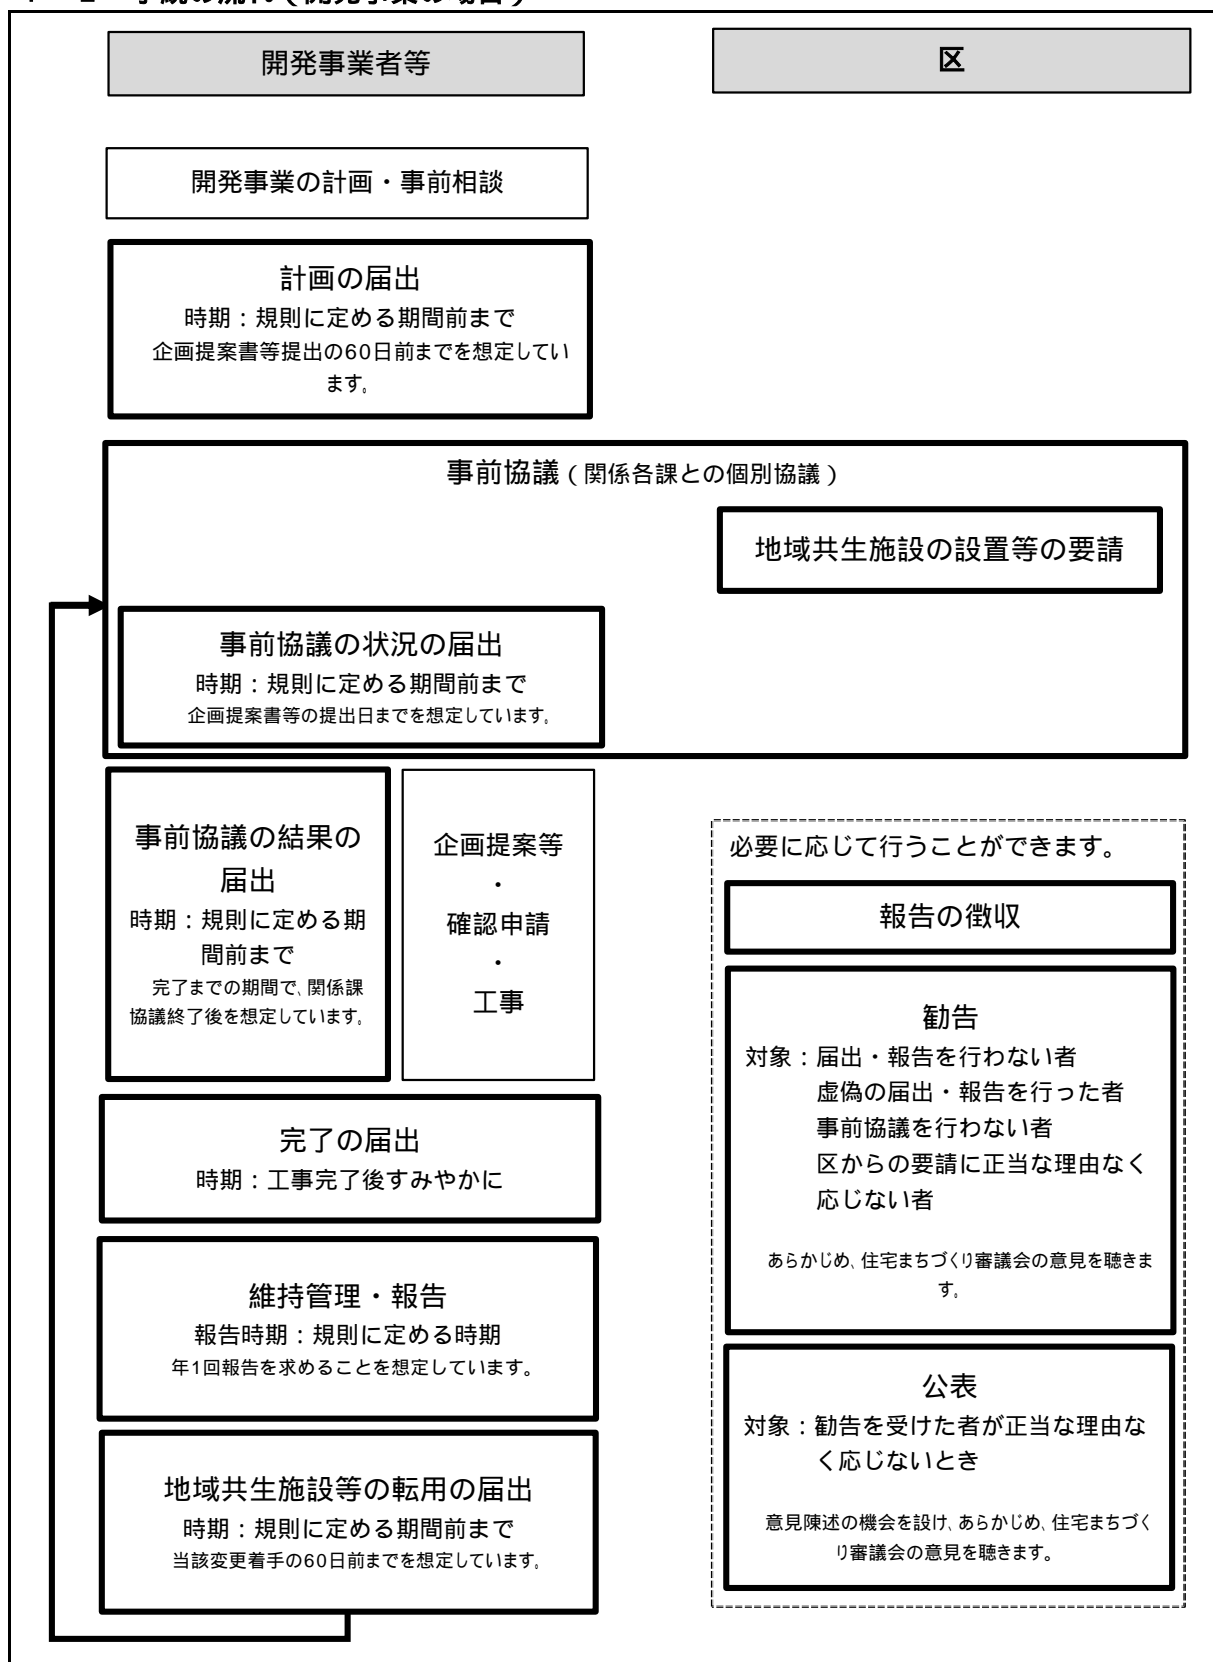 手続の流れ(開発事業の場合)
開発事業者等
区
開発事業の計画・事前相談
計画の届出
時期：規則に定める期間前まで
企画提案書等提出の60日前までを想定してい
ます。
事前協議(関係各課との個別協議)
地域共生施設の設置等の要請
事前協議の状況の届出
時期：規則に定める期間前まで
企画提案書等の提出日までを想定しています。
事前協議の結果の
届出
時期：規則に定める期
間前まで
完了までの期間で、関係課
協議終了後を想定しています。
企画提案等
・
確認申請
・
工事
完了の届出
時期：工事完了後すみやかに
維持管理・報告
報告時期：規則に定める時期
年1回報告を求めることを想定しています。
地域共生施設等の転用の届出
時期：規則に定める期間前まで
当該変更着手の60日前までを想定しています。
必要に応じて行うことができます。
報告の徴収
勧告
対象：届出・報告を行わない者
虚偽の届出・報告を行った者
事前協議を行わない者
区からの要請に正当な理由なく
応じない者
あらかじめ、住宅まちづくり審議会の意見を聴きま
す。
公表
対象：勧告を受けた者が正当な理由な
く応じないとき
意見陳述の機会を設け、あらかじめ、住宅まちづく
り審議会の意見を聴きます。